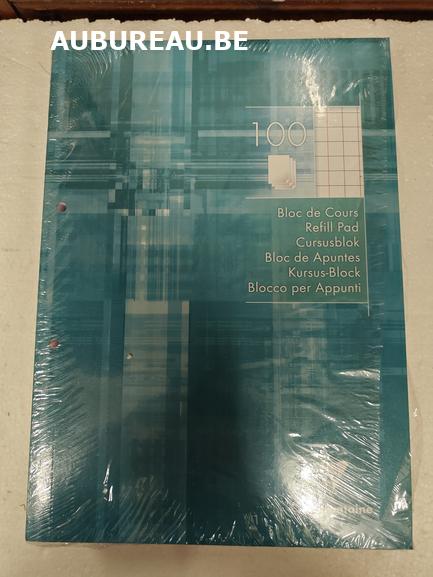 AUBUREAU.BE
100
Bloc de Cours
Refill Pad
Cursusblok
Bloc de Apuntes
Kursus-Block
Blocco per Appunti